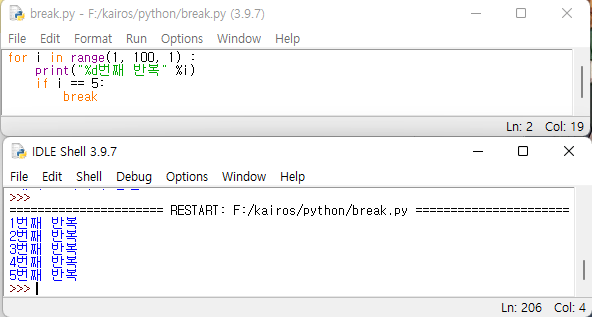 break.py - F:/kairos/python/break.py (3.9.7)
File Edit Format Run Options Window Help
for i in range(1, 100, 1) :
    print("%d번째 반복" %i)
    if i == 5:
        break
Ln: 2 Col: 19
IDLE Shell 3.9.7
File Edit Shell Debug Options Window Help
>>>
====================== RESTART: F:/kairos/python/break.py ======================
1번째 반복
2번째 반복
3번째 반복
4번째 반복
5번째 반복
>>>
Ln: 206 Col: 4